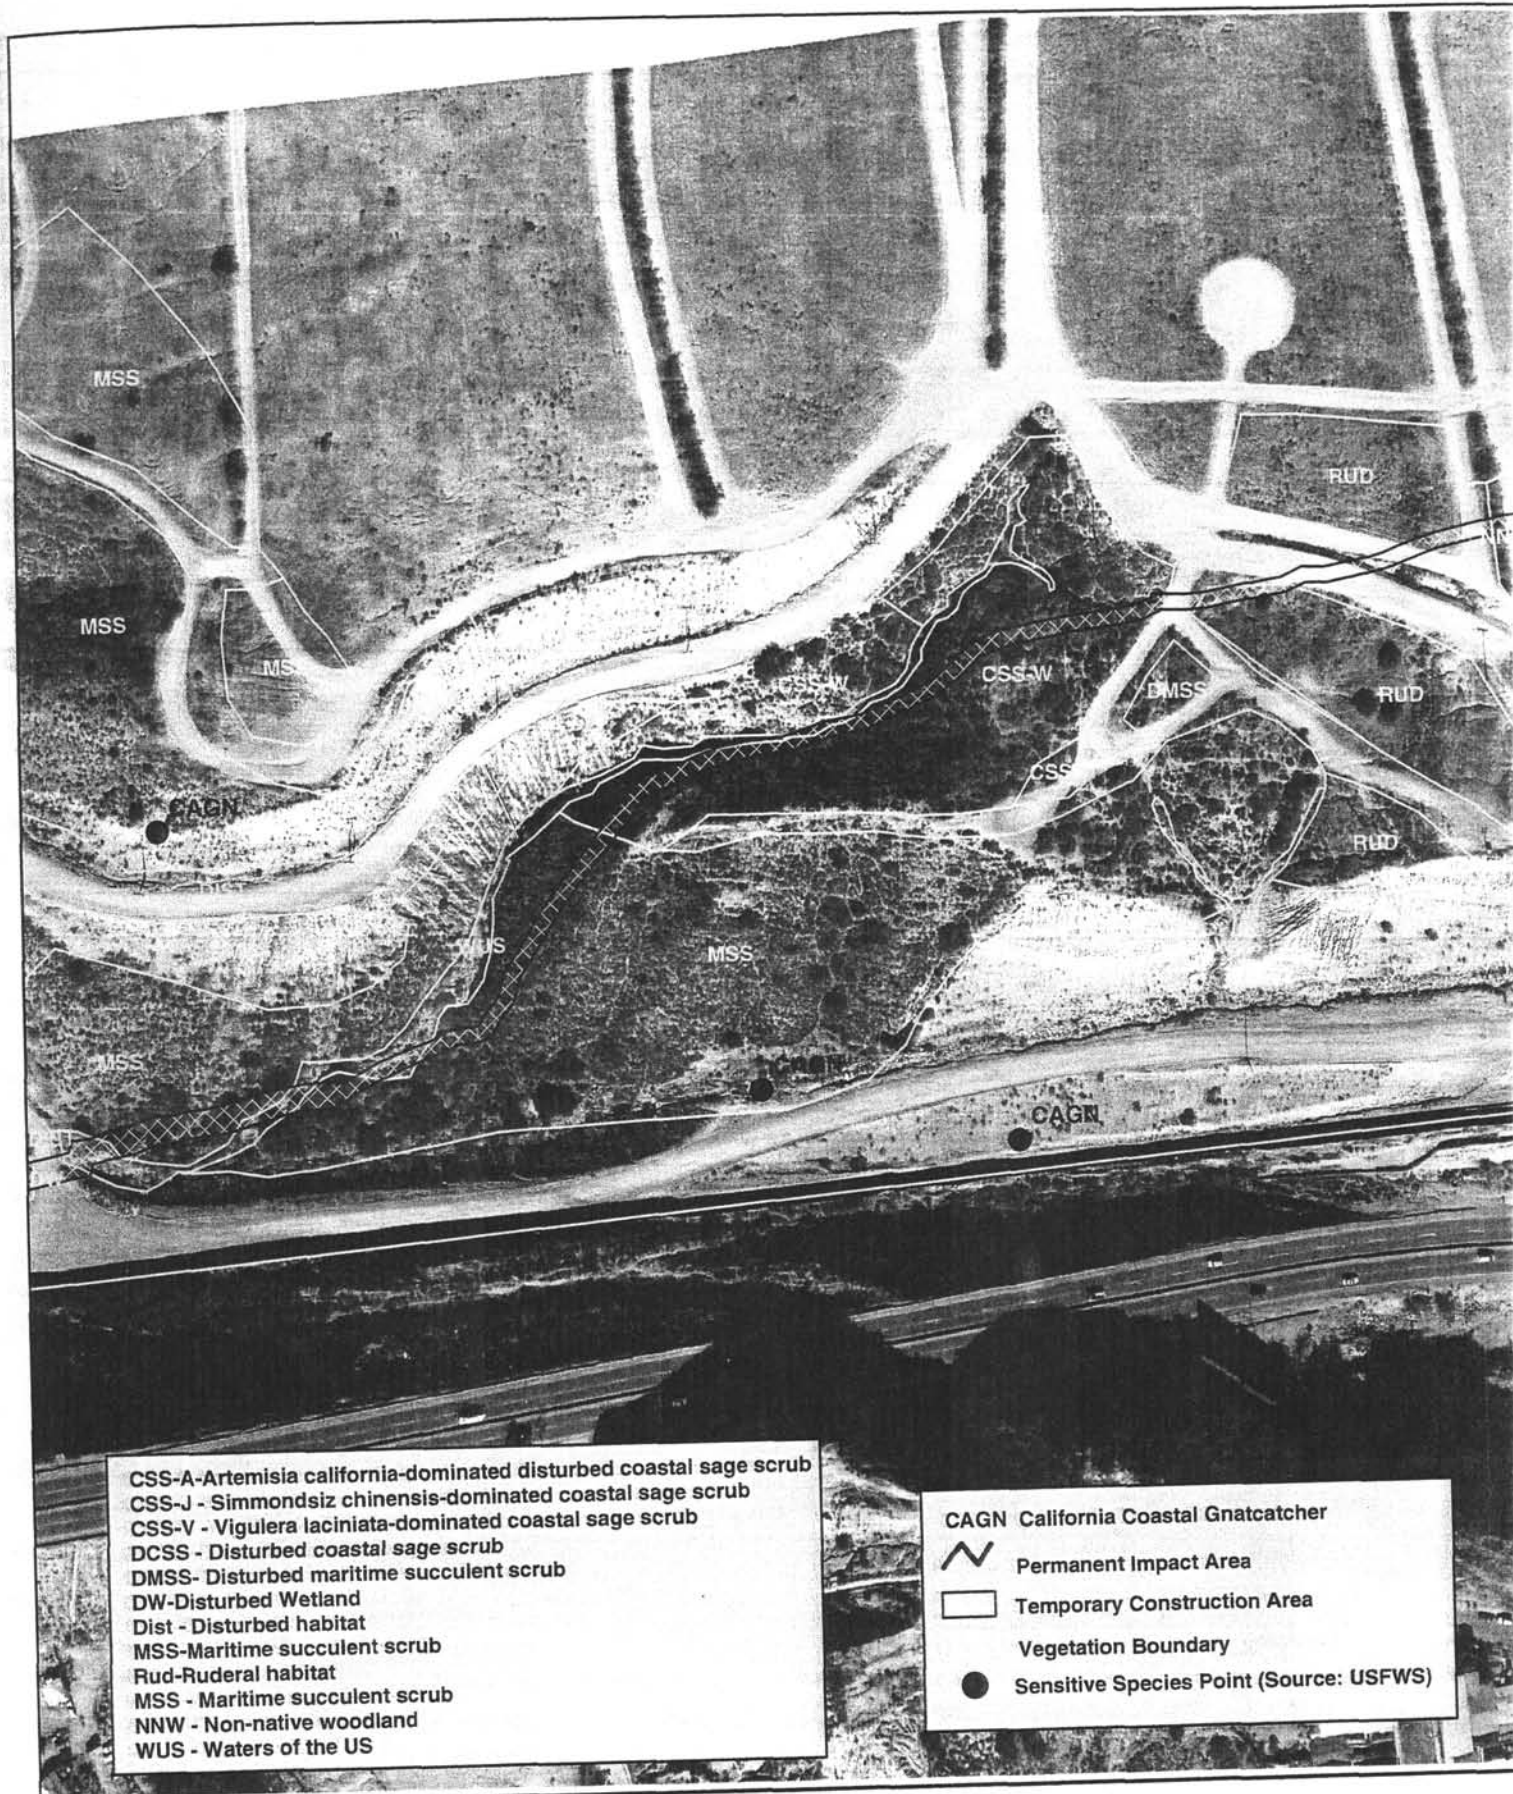 MSS
RUD
MSS
CSS-W
CSS-W
DMSS
RUD
CSS
CAGN
RUD
DIST
WUS
MSS
MSS
CAGN
CSS-A-Artemisia california-dominated disturbed coastal sage scrub
CSS-J - Simmondsiz chinensis-dominated coastal sage scrub
CSS-V - Vigulera laciniata-dominated coastal sage scrub
DCSS - Disturbed coastal sage scrub
DMSS- Disturbed maritime succulent scrub
DW-Disturbed Wetland
Dist - Disturbed habitat
MSS-Maritime succulent scrub
Rud-Ruderal habitat
MSS - Maritime succulent scrub
NNW - Non-native woodland
WUS - Waters of the US
CAGN California Coastal Gnatcatcher
Permanent Impact Area
Temporary Construction Area
Vegetation Boundary
Sensitive Species Point (Source: USFWS)